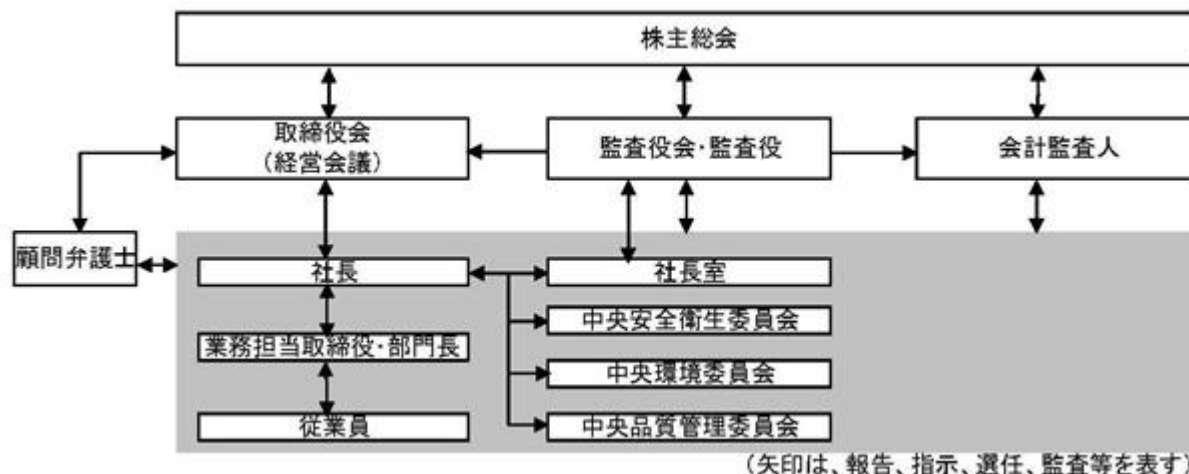 株主総会
取締役会
(経営会議)
監査役会・監査役
会計監査人
顧問弁護士
社長
社長室
中央安全衛生委員会
業務担当取締役・部門長
中央環境委員会
従業員
中央品質管理委員会
(矢印は、報告、指示、選任、監査等を表す)